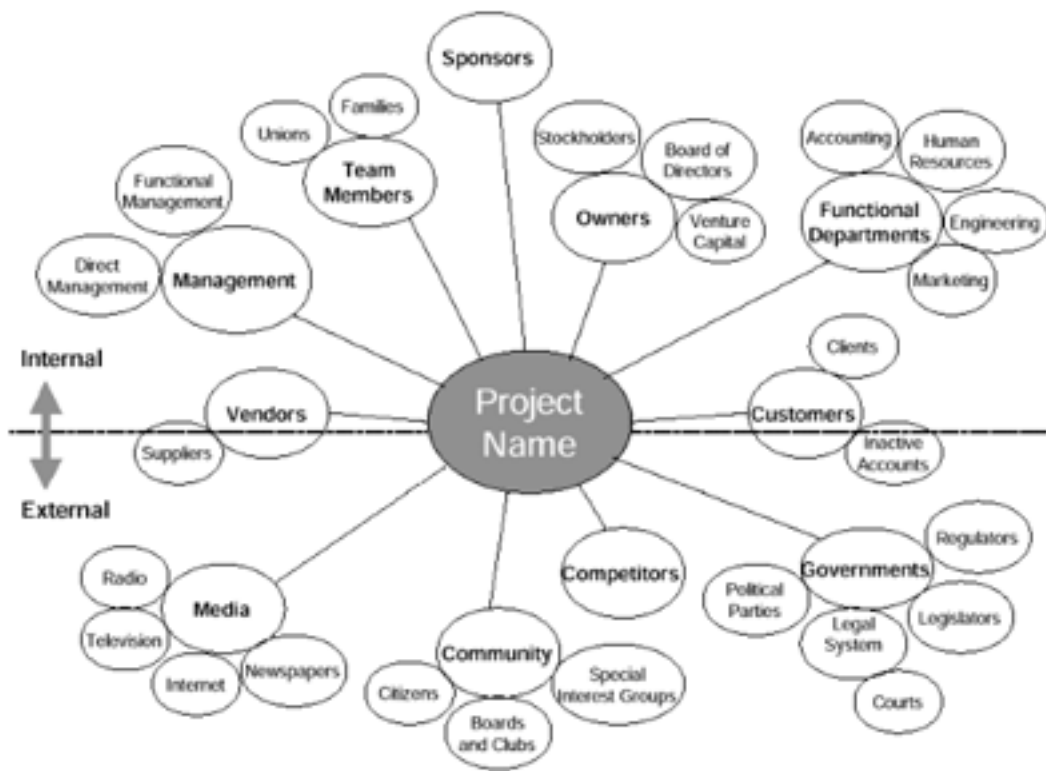 Sponsors
Families
Unions
Team
Members
Stockholders
Board of
Directors
Owners
Venture
Capital
Accounting
Human
Resources
Functional
Departments
Engineering
Marketing
Functional
Management
Direct
Management
Management
Clients
Internal
Vendors
Project
Name
Customers
Suppliers
Inactive
Accounts
External
Radio
Media
Television
Internet
Newspapers
Competitors
Community
Citizens
Boards
and Clubs
Special
Interest Groups
Governments
Regulators
Political
Parties
Legal
System
Legislators
Courts